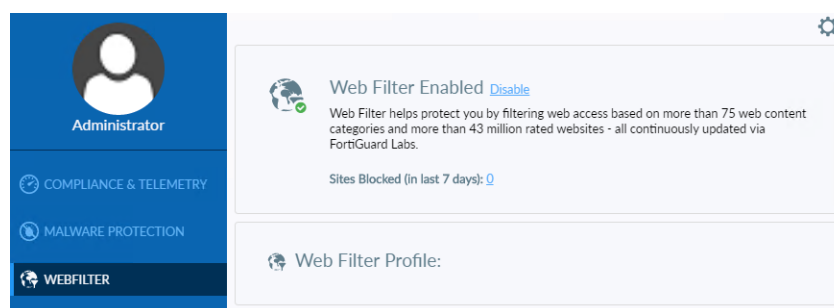 Administrator
COMPLIANCE & TELEMETRY
MALWARE PROTECTION
WEBFILTER
Web Filter Enabled Disable
Web Filter helps protect you by filtering web access based on more than 75 web content
categories and more than 43 million rated websites - all continuously updated via
FortiGuard Labs.
Sites Blocked (in last 7 days): 0
Web Filter Profile: